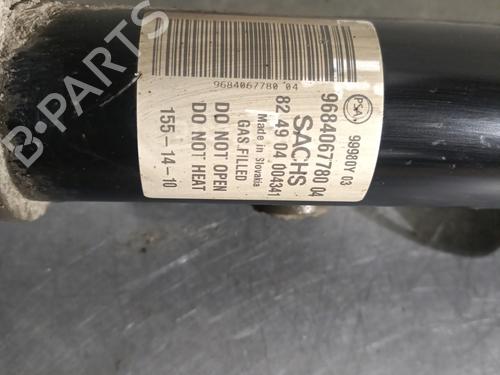 9684067780 04
PSA 99980Y 03
9684067780 04
SACHS
82 49 04 004341
Made in Slovakia
GAS FILLED
DO NOT OPEN
DO NOT HEAT
155-14-10
B-PARTS